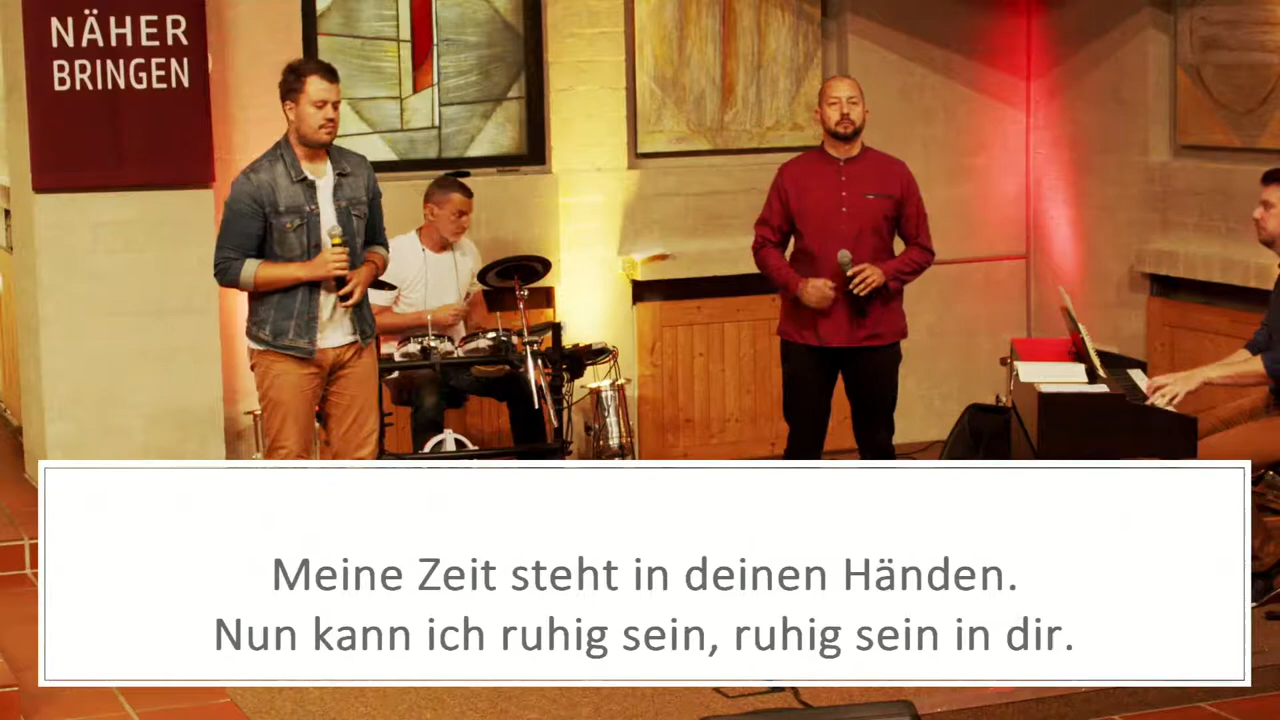 NÄHER
BRINGEN
Meine Zeit steht in deinen Händen.
Nun kann ich ruhig sein, ruhig sein in dir.